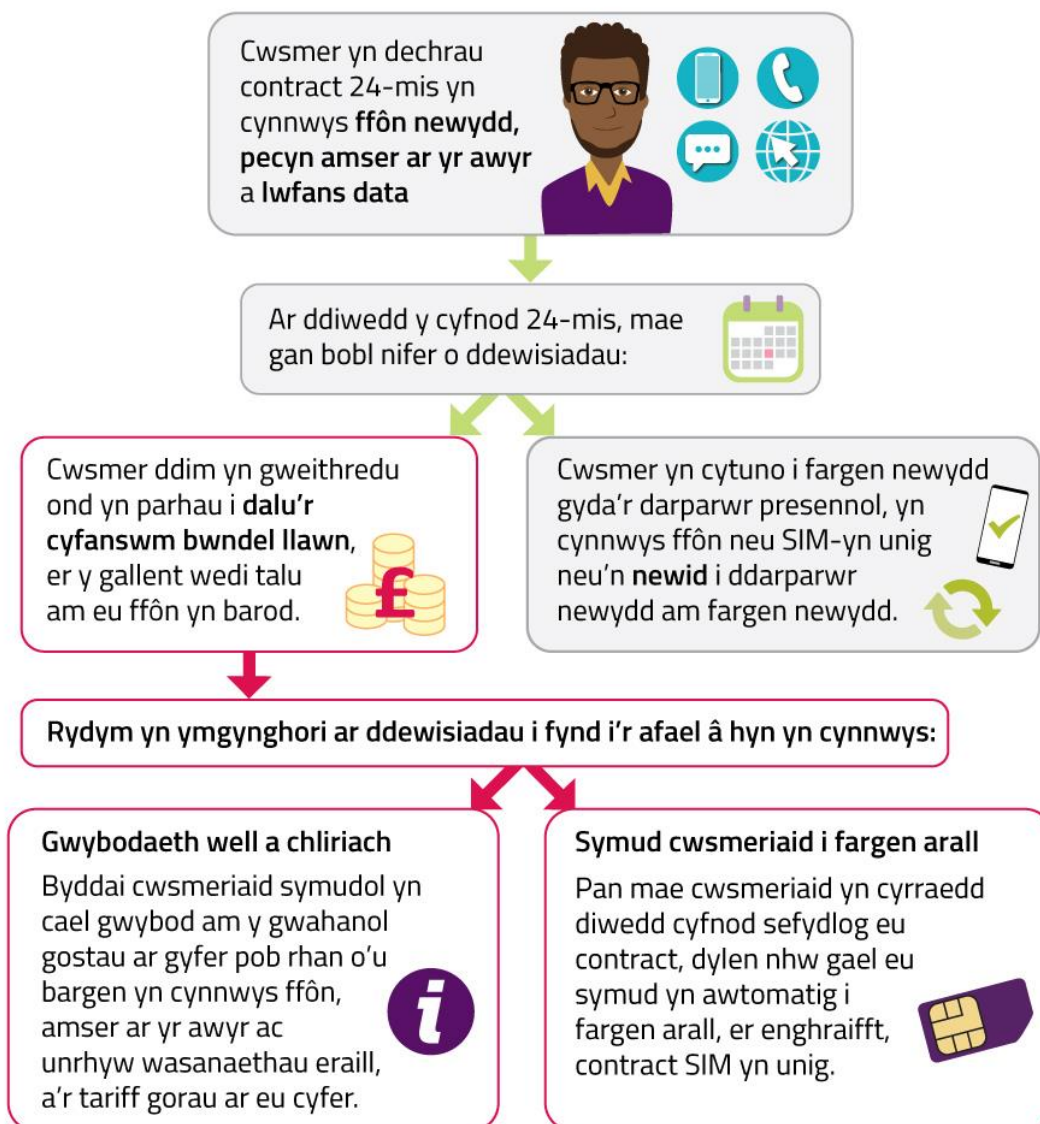 Cwsmer yn dechrau
contract 24-mis yn
cynnwys ffôn newydd,
pecyn amser ar yr awyr
a lwfans data
Ar ddiwedd y cyfnod 24-mis, mae
gan bobl nifer o ddewisiadau:
Cwsmer ddim yn gweithredu
ond yn parhau i dalu'r
cyfanswm bwndel llawn,
er y gallent wedi talu
am eu ffôn yn barod.
£
Cwsmer yn cytuno i fargen newydd
gyda'r darparwr presennol, yn
cynnwys ffôn neu SIM-yn unig
neu'n newid i ddarparwr
newydd am fargen newydd.
Rydym yn ymgynghori ar ddewisiadau i fynd i'r afael â hyn yn cynnwys:
Gwybodaeth well a chliriach
Byddai cwsmeriaid symudol yn
cael gwybod am y gwahanol
gostau ar gyfer pob rhan o'u
bargen yn cynnwys ffôn,
amser ar yr awyr ac
unrhyw wasanaethau eraill,
a'r tariff gorau ar eu cyfer.
i
Symud cwsmeriaid i fargen arall
Pan mae cwsmeriaid yn cyrraedd
diwedd cyfnod sefydlog eu
contract, dylen nhw gael eu
symud yn awtomatig i
fargen arall, er enghraifft,
contract SIM yn unig.